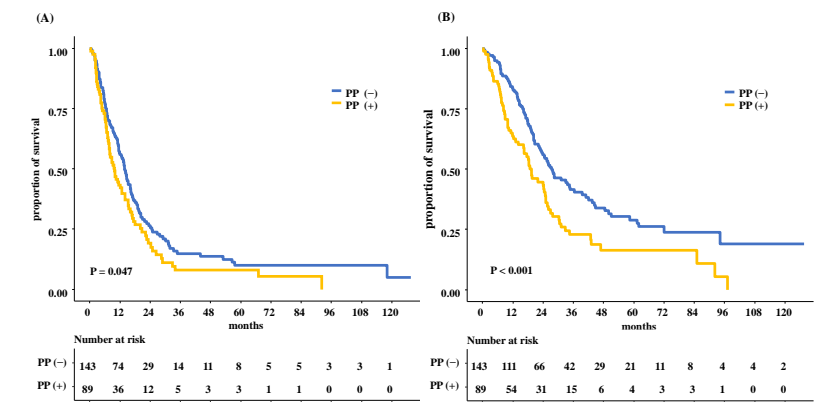 (A)
1.00
0.75
0.50
0.25
0.00
proportion of survival
PP (−)
PP (+)
P = 0.047
0 12 24 36 48 60 72 84 96 108 120
months
Number at risk
PP (−) 143 74 29 14 11 8 5 5 3 3 1
PP (+) 89 36 12 5 3 3 1 1 0 0 0
(B)
1.00
0.75
0.50
0.25
0.00
proportion of survival
PP (−)
PP (+)
P < 0.001
0 12 24 36 48 60 72 84 96 108 120
months
Number at risk
PP (−) 143 111 66 42 29 21 11 8 4 4 2
PP (+) 89 54 31 15 6 4 3 3 1 0 0